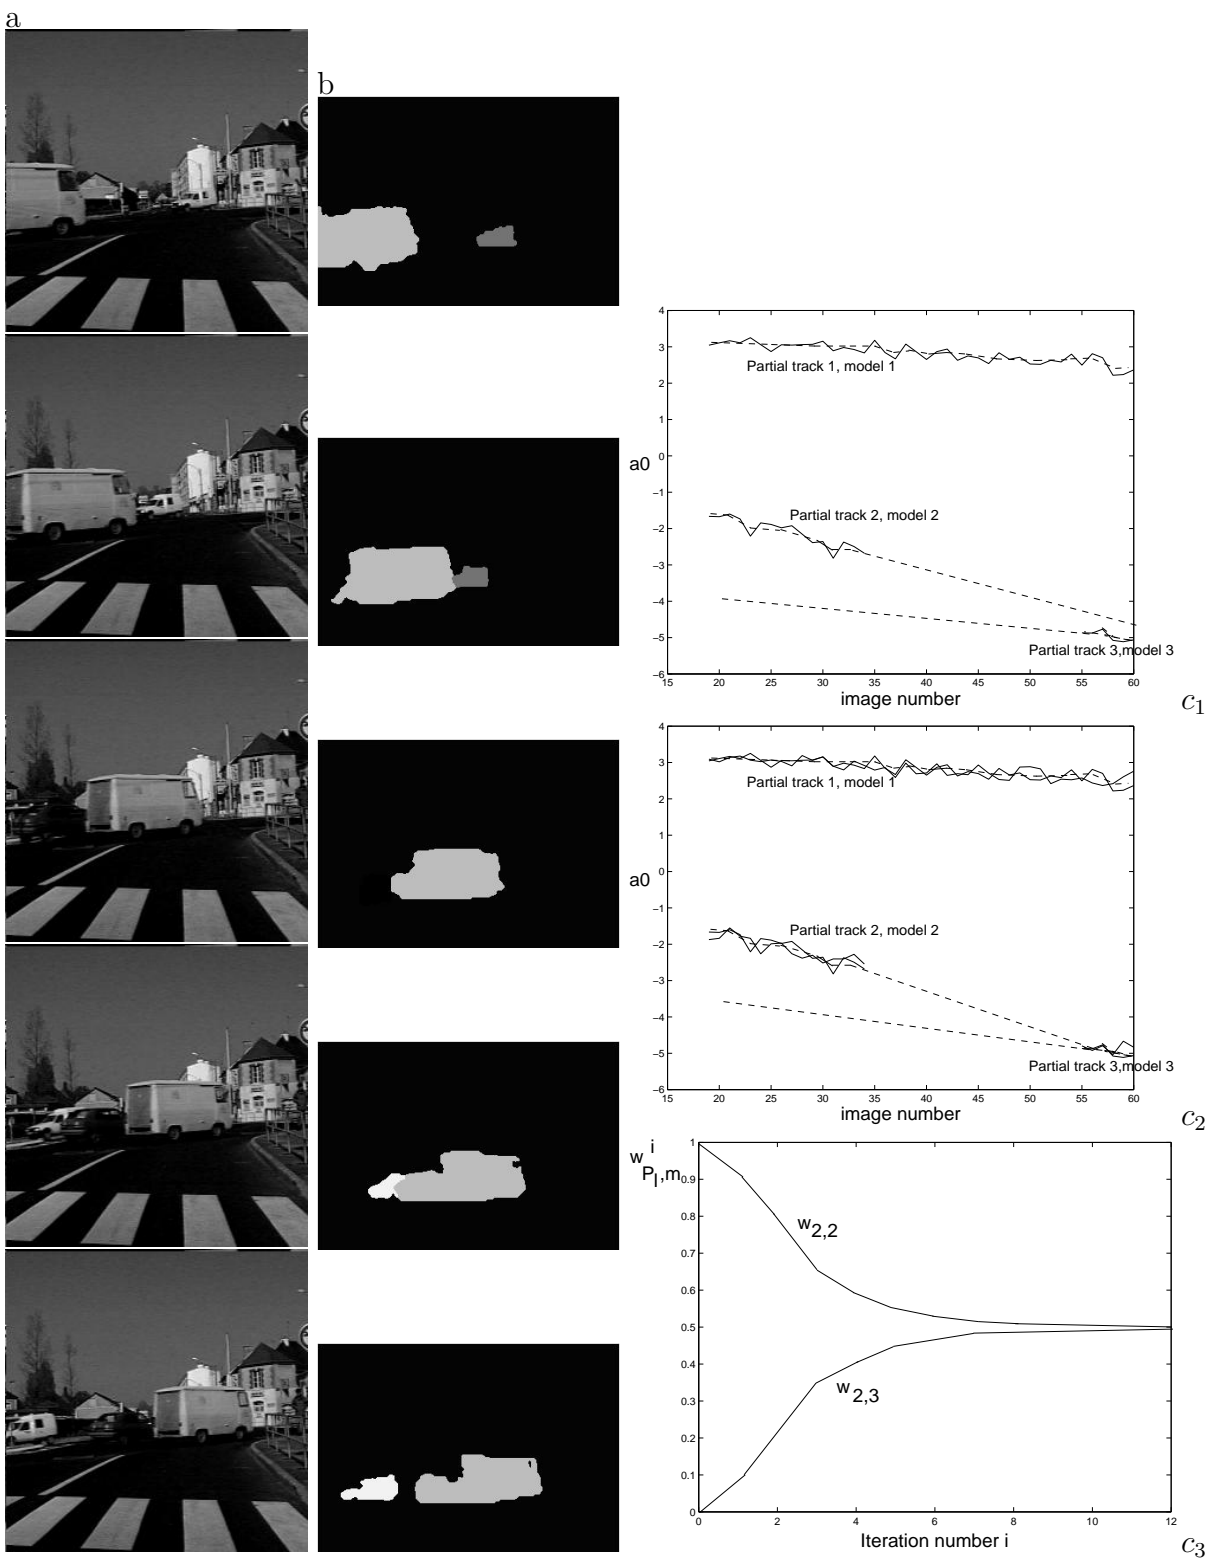 a
b
4
3
2
1
0
−1
−2
−3
−4
−5
−6
a0
Partial track 1, model 1
Partial track 2, model 2
Partial track 3,model 3
15 20 25 30 35 40 45 50 55 60
image number
c1
4
3
2
1
0
−1
−2
−3
−4
−5
−6
a0
Partial track 1, model 1
Partial track 2, model 2
Partial track 3,model 3
15 20 25 30 35 40 45 50 55 60
image number
c2
w i P l,m
1
0.9
0.8
0.7
0.6
0.5
0.4
0.3
0.2
0.1
0
w 2,2
w 2,3
0 2 4 6 8 10 12
Iteration number i
c3